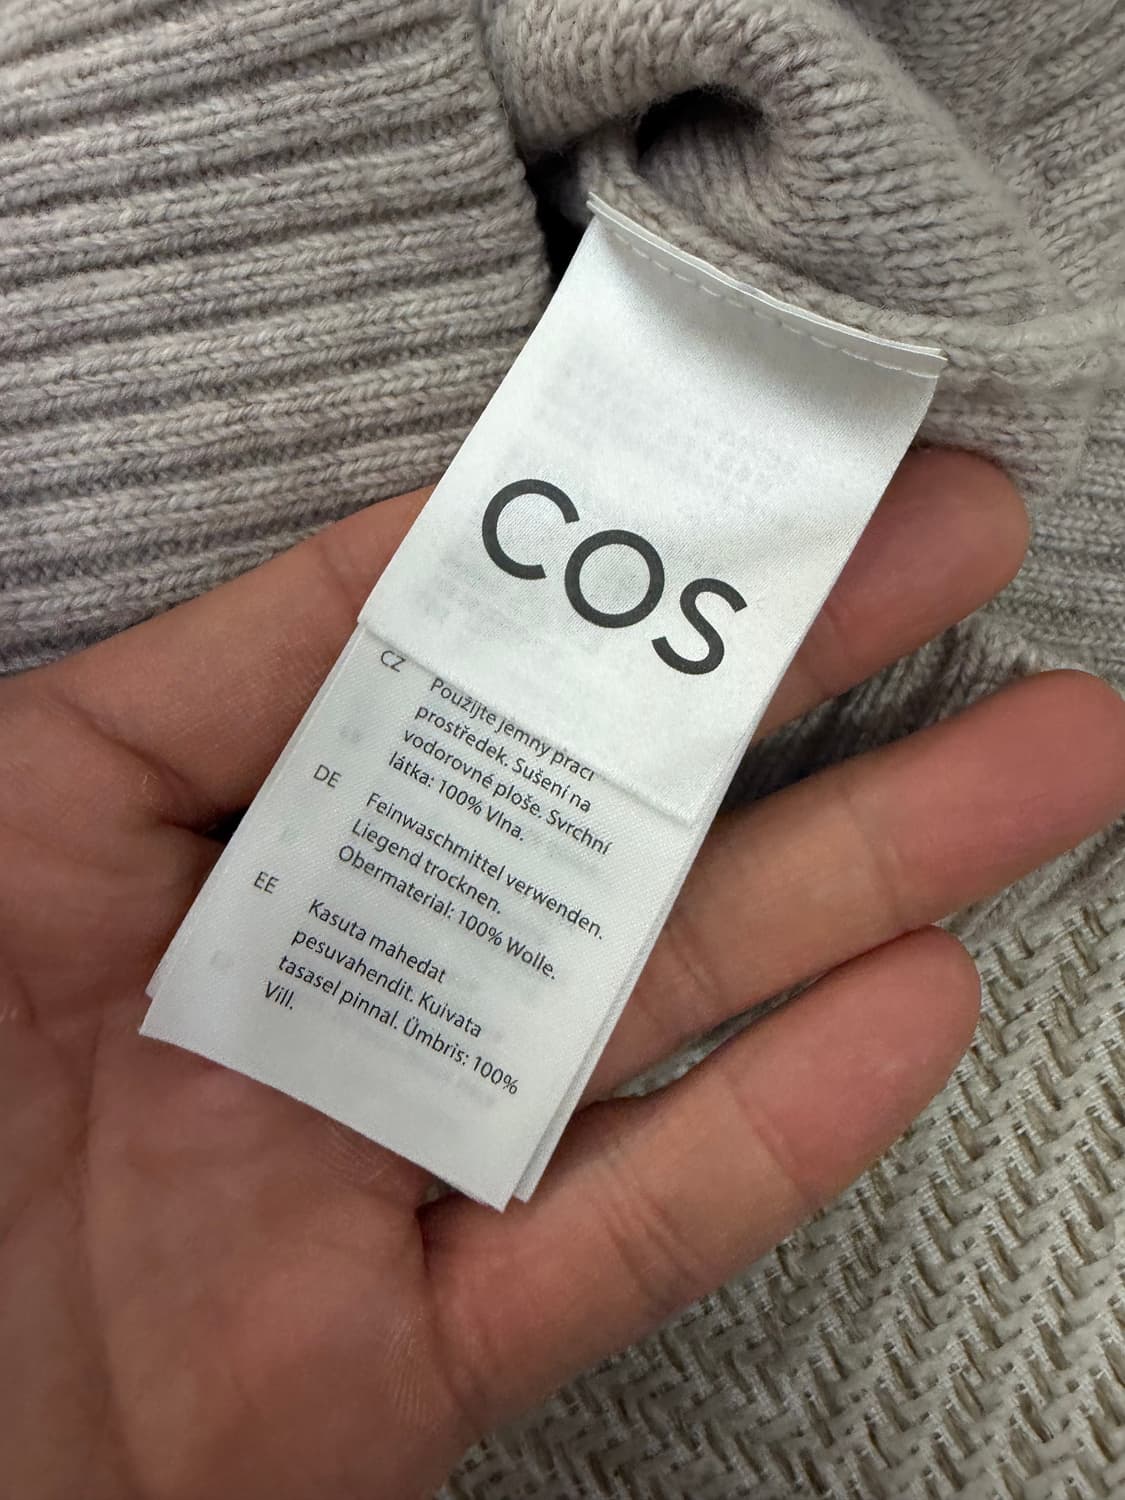 COS
CZ
Použijte jemný prací
prostředek. Sušení na
vodorovné ploše. Svrchní
látka: 100% Vlna.
DE
Feinwaschmittel verwenden.
Liegend trocknen.
Obermaterial: 100% Wolle.
EE
Kasuta mahedat
pesuvahendit. Kuivata
tasasel pinnal. Ümbris: 100%
Vill.